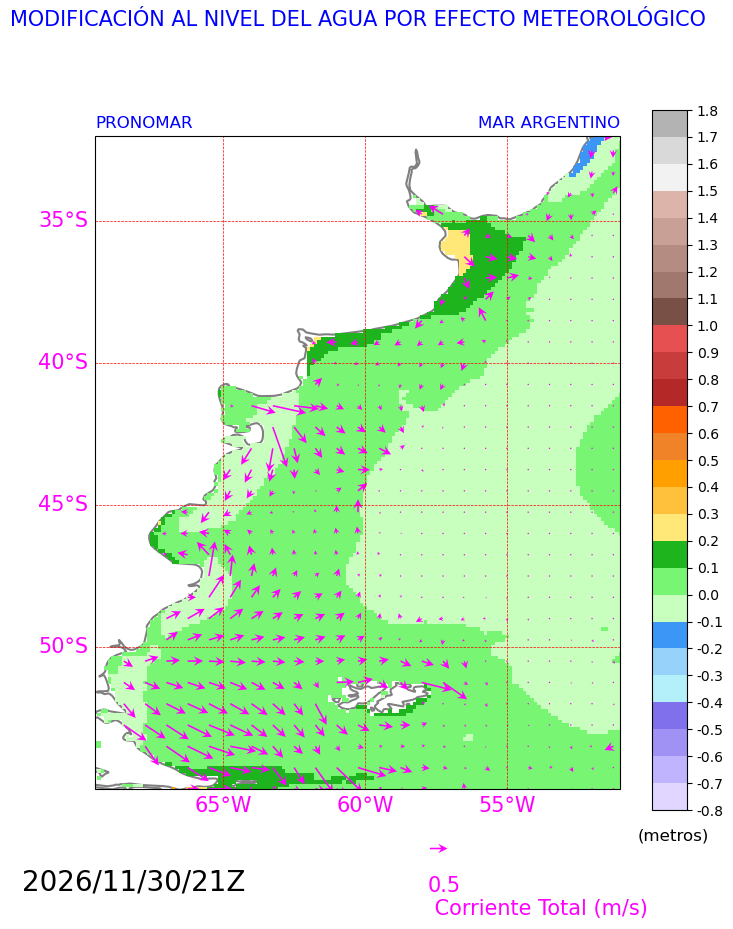 MODIFICACIÓN AL NIVEL DEL AGUA POR EFECTO METEOROLÓGICO
PRONOMAR
MAR ARGENTINO
35°S
40°S
45°S
50°S
65°W
60°W
55°W
1.8
1.7
1.6
1.5
1.4
1.3
1.2
1.1
1.0
0.9
0.8
0.7
0.6
0.5
0.4
0.3
0.2
0.1
0.0
-0.1
-0.2
-0.3
-0.4
-0.5
-0.6
-0.7
-0.8
(metros)
2026/11/30/21Z
0.5
Corriente Total (m/s)